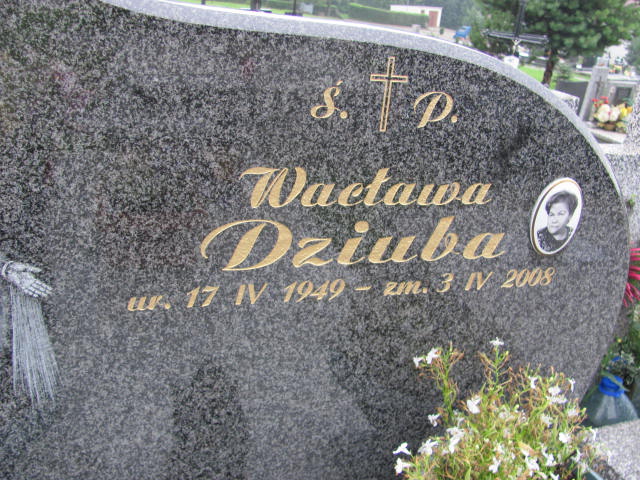 Ś. P.
Wacława
Dziuba
ur. 17 IV 1949 - zm. 3 IV 2008